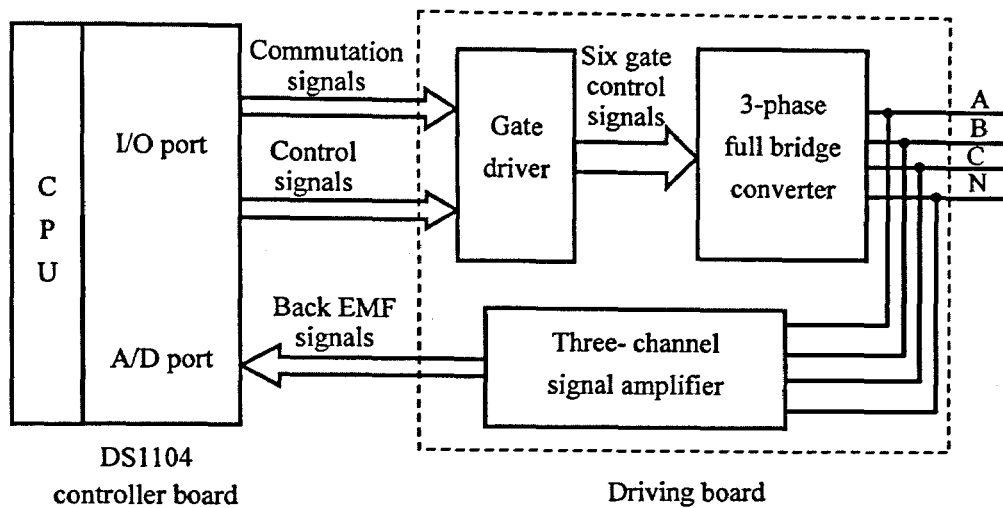 C
P
U
I/O port
A/D port
DS1104
controller board
Commutation
signals
Control
signals
Back EMF
signals
Gate
driver
Six gate
control
signals
3-phase
full bridge
converter
A
B
C
N
Three- channel
signal amplifier
Driving board